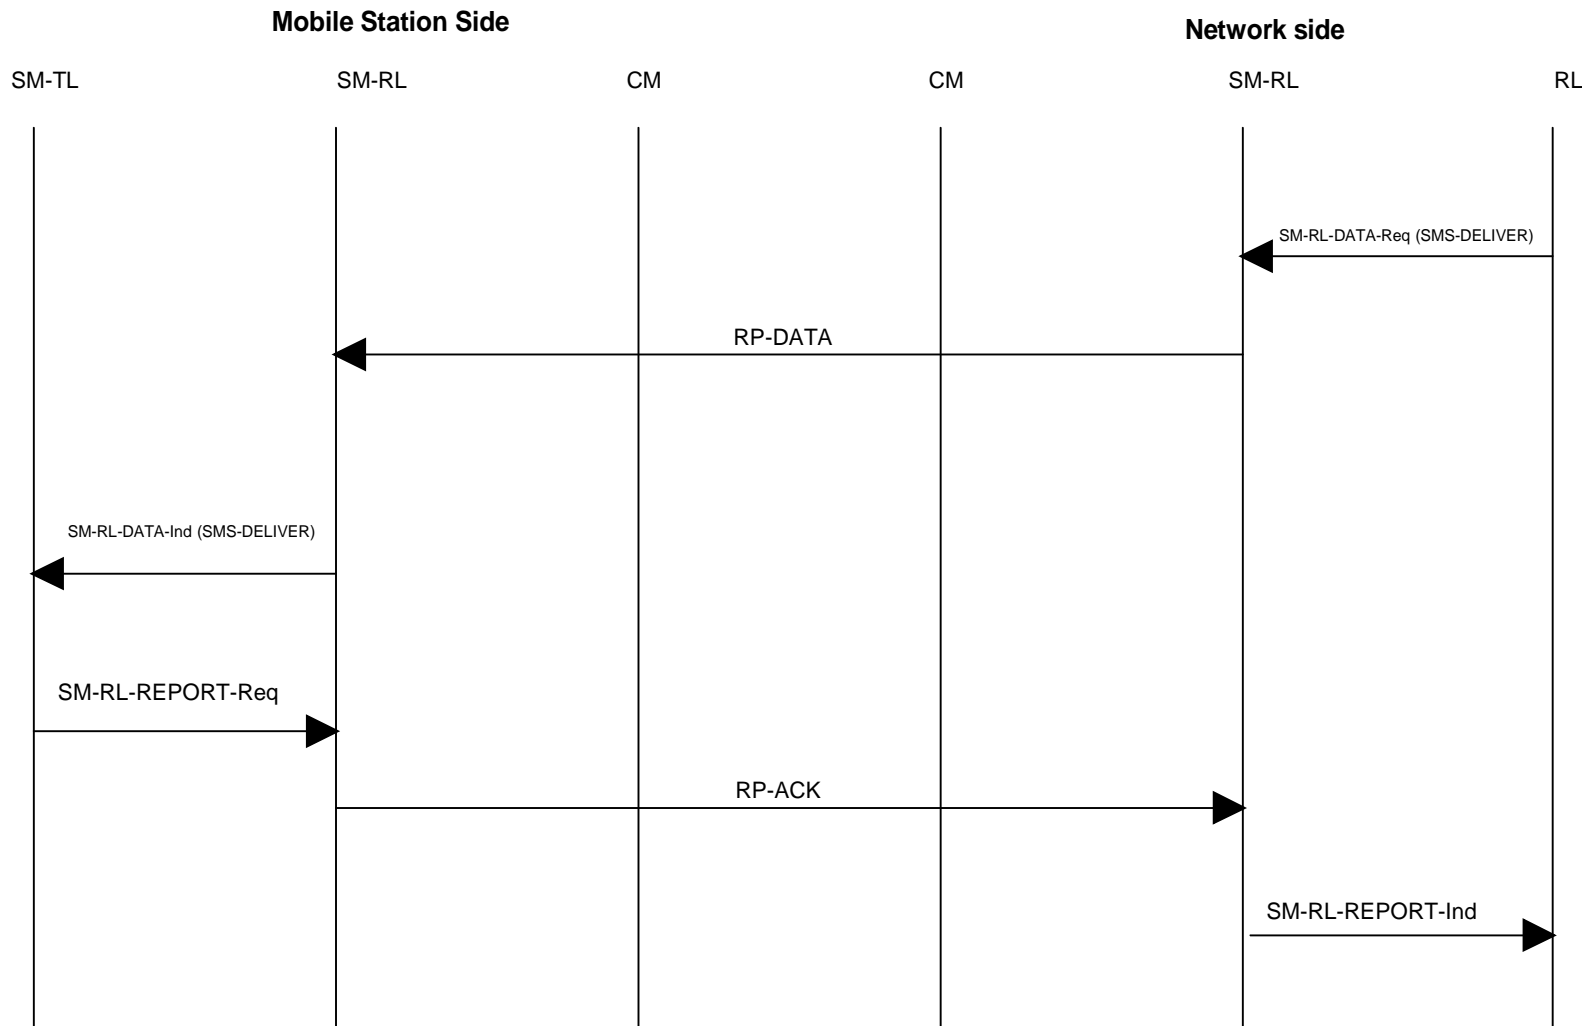 Mobile Station Side
Network side
SM-TL
SM-RL
CM
CM
SM-RL
RL
SM-RL-DATA-Req (SMS-DELIVER)
RP-DATA
SM-RL-DATA-Ind (SMS-DELIVER)
SM-RL-REPORT-Req
RP-ACK
SM-RL-REPORT-Ind